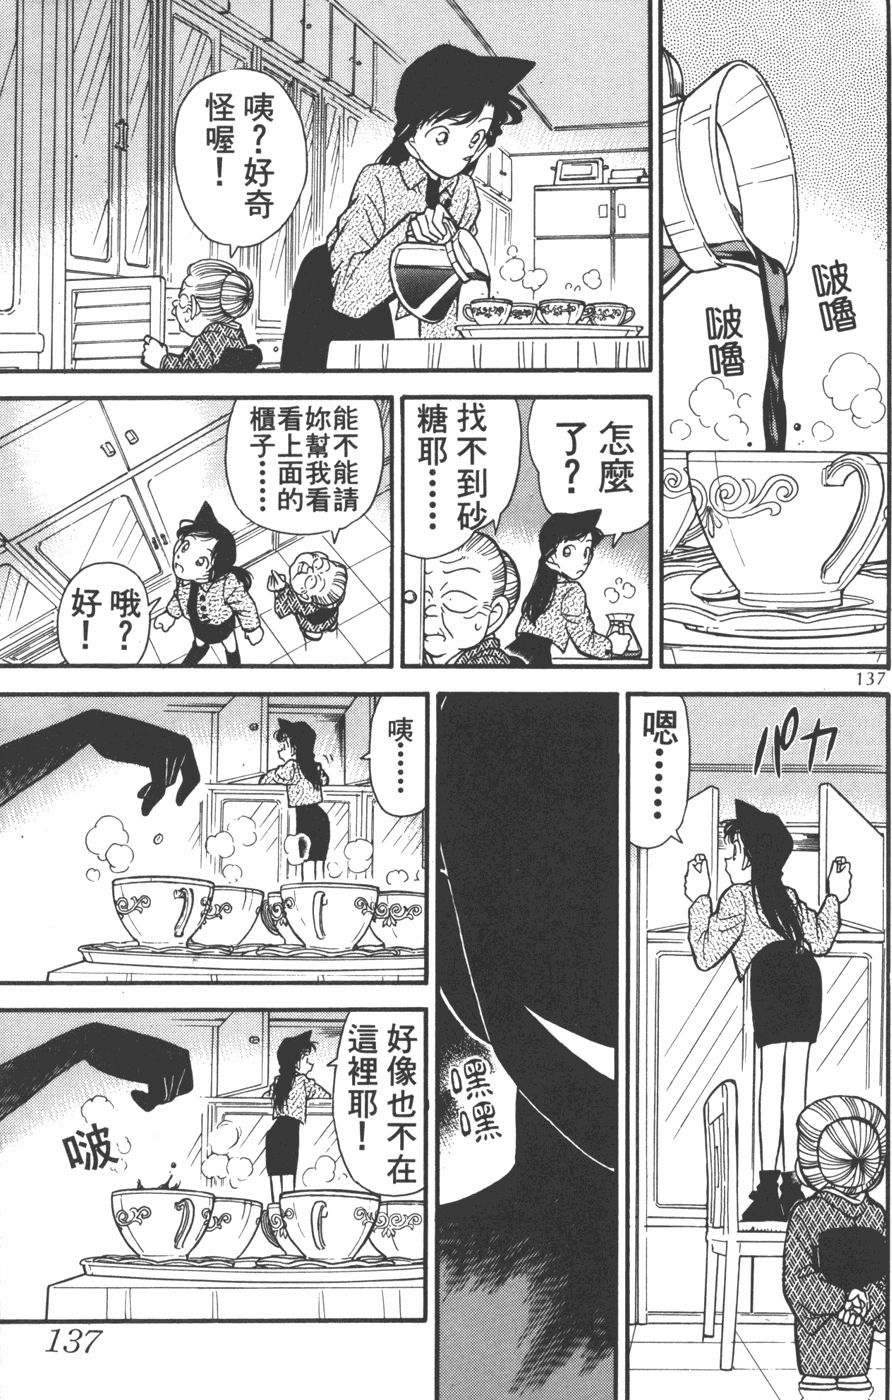 啵
嚕
啵
嚕
咦？好奇
怪喔！
怎麼
了？
找不到砂
糖耶……
能不能請
妳幫我看
看上面的
櫃子……
哦？
好！
137
パカ
嗯……
嘿
嘿
咦……
好像也不在
這裡耶！
啵
137